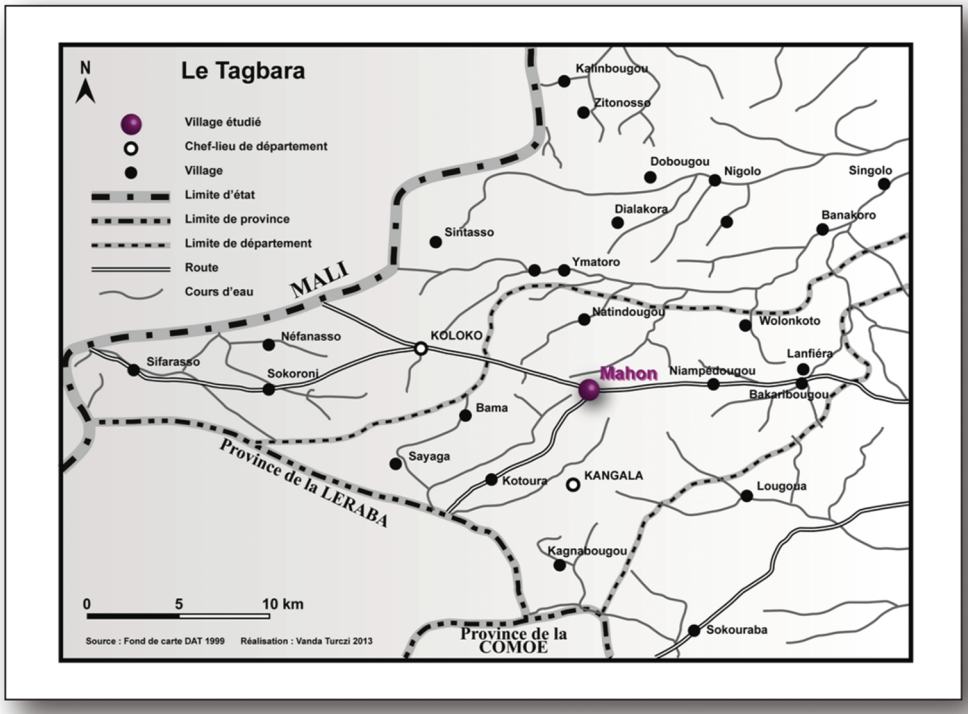 N
Le Tagbara
Village étudié
Chef-lieu de département
Village
Limite d'état
Limite de province
Limite de département
Route
Cours d'eau
Kalinbougou
Zitonosso
Dobougou
Nigolo
Singolo
Dialakora
Banakoro
Sintasso
Ymatoro
MALI
Natindougou
Wolonkoto
Néfanasso
KOLOKO
Lanfiéra
Sifarasso
Sokoroni
Mahon
Niampédougou
Bakaribougou
Bama
Sayaga
Province de la LERABA
Kotoura
KANGALA
Lougoua
Kagnabougou
0 5 10 km
Sokouraba
Province de la
COMOE
Source : Fond de carte DAT 1999 Réalisation : Vanda Turczi 2013